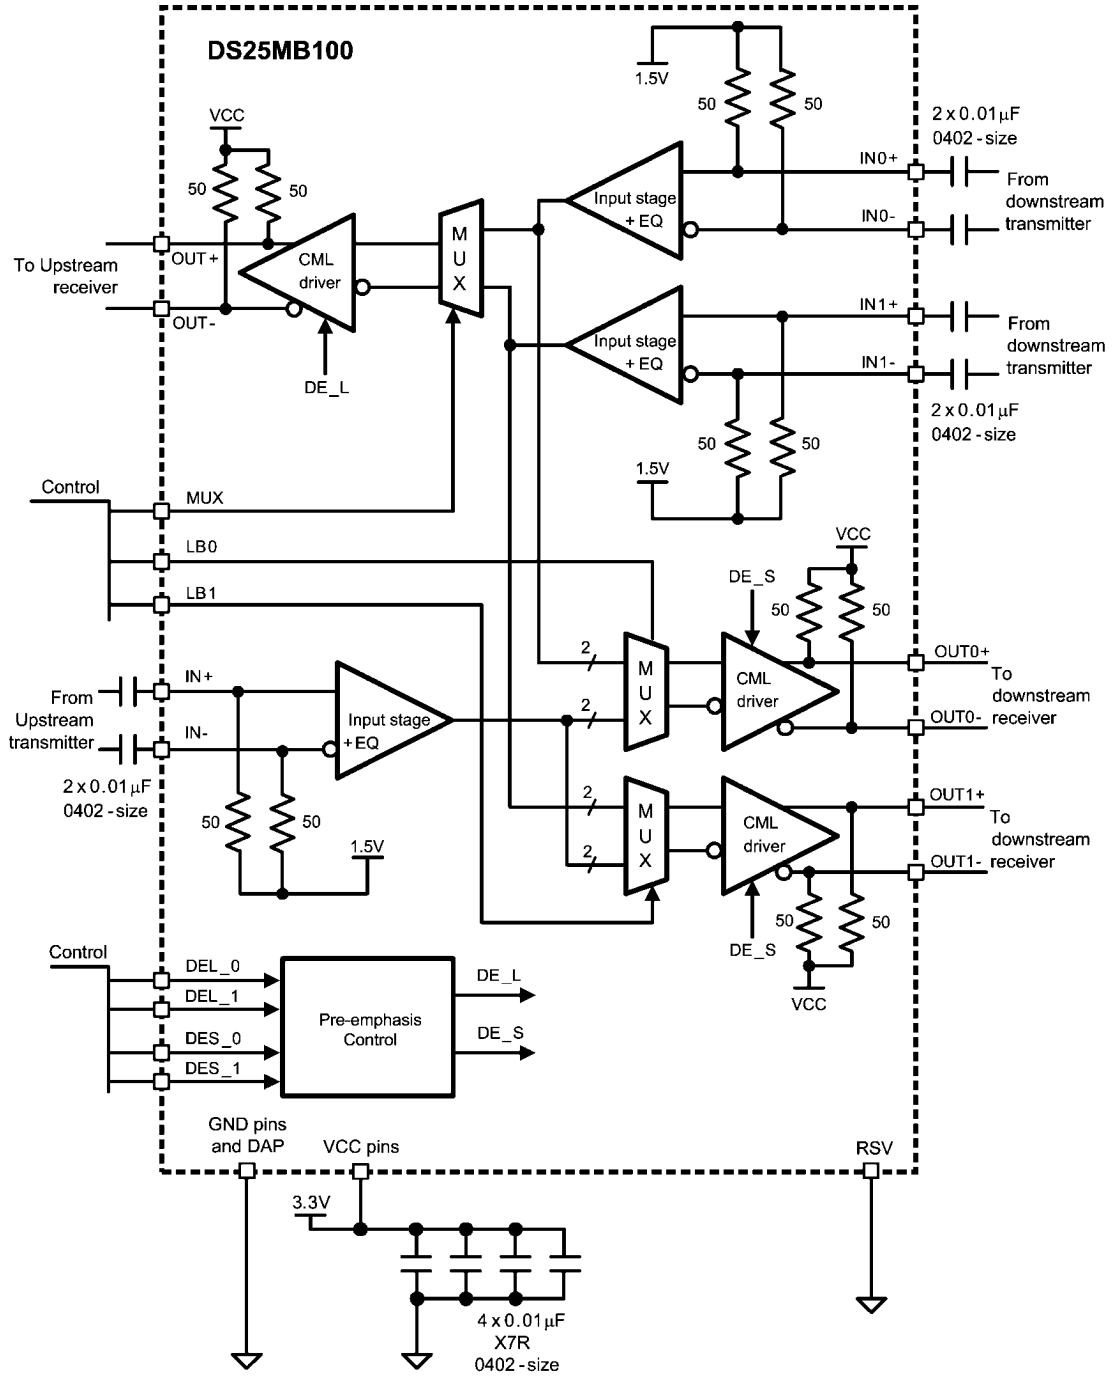 DS25MB100
1.5V
50
50
2 x 0.01µF
0402 - size
VCC
50
50
IN0+
IN0-
From
downstream
transmitter
Input stage
+ EQ
M
U
X
OUT+
CML
driver
To Upstream
receiver
OUT-
IN1+
From
downstream
transmitter
Input stage
+ EQ
IN1-
DE_L
2 x 0.01µF
0402 - size
50
50
1.5V
Control
MUX
LB0
LB1
VCC
DE_S
50
50
2
M
U
X
CML
driver
OUT0+
To
downstream
receiver
OUT0-
2
IN+
From
Upstream
transmitter
IN-
Input stage
+EQ
2 x 0.01µF
0402 - size
50
50
1.5V
2
M
U
X
CML
driver
OUT1+
To
downstream
receiver
OUT1-
2
50
50
DE_S
VCC
Control
DEL_0
DEL_1
DES_0
DES_1
Pre-emphasis
Control
DE_L
DE_S
GND pins
and DAP
VCC pins
RSV
3.3V
4 x 0.01µF
X7R
0402 - size